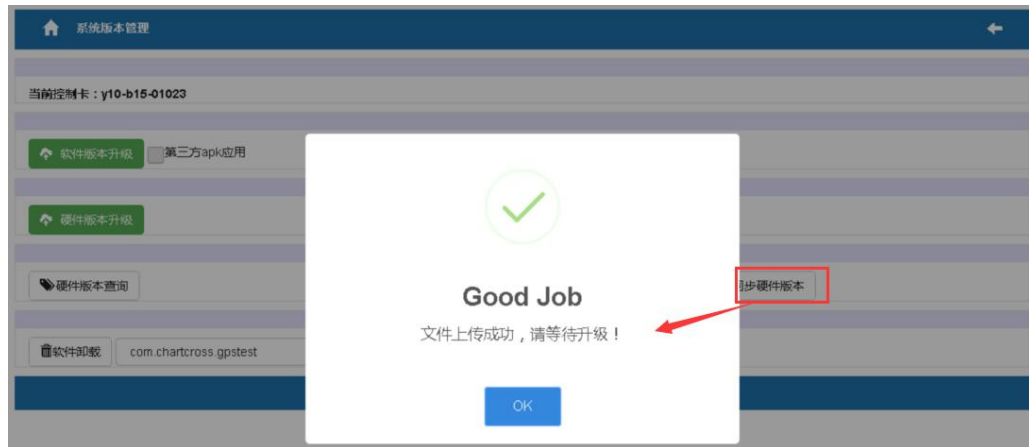 系统版本管理
当前控制卡：y10-b15-01023
软件版本升级 第三方apk应用
硬件版本升级
硬件版本查询
步硬件版本
Good Job
文件上传成功，请等待升级！
软件卸载 com.chartcross.gpstest
OK